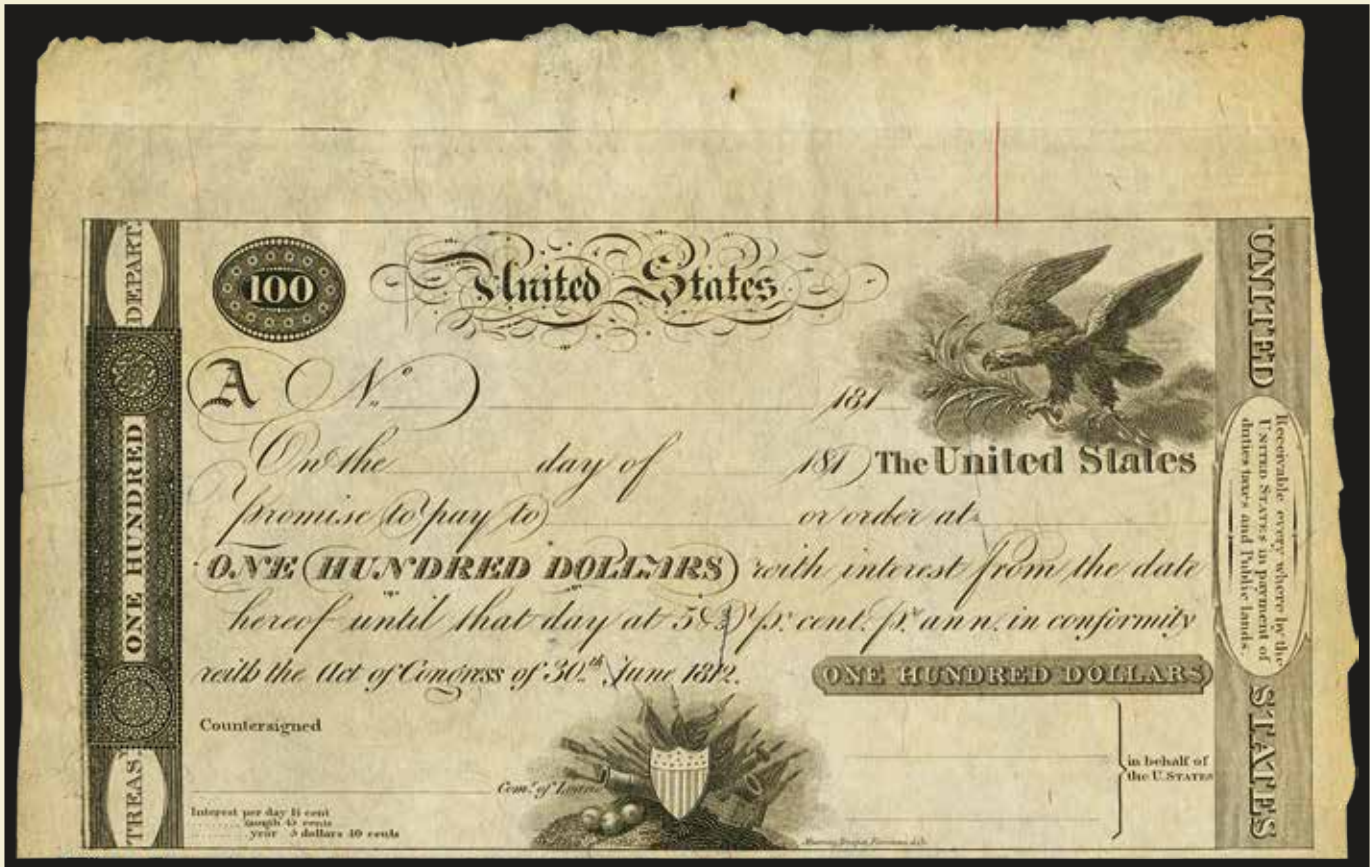 TREAS. DEPART.
ONE HUNDRED
100
United States
A No.
181
On the day of 181 The United States
promise to pay to or order at
ONE HUNDRED DOLLARS with interest from the date
hereof until that day at 5 pr. cent. pr. ann. in conformity
with the Act of Congress of 30th June 1812.
ONE HUNDRED DOLLARS
Countersigned
Comr. of Loans
in behalf of
the U. STATES
Interest per day 1½ cent
month 45 cents
year 5 dollars 40 cents
Murray, Draper, Fairman & Co.
UNITED STATES
Receivable every where by the
UNITED STATES in payment of
duties taxes and Public lands.